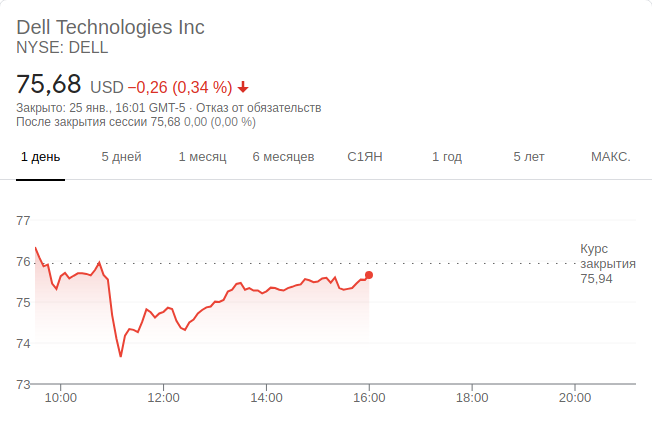 Dell Technologies Inc
NYSE: DELL
75,68 USD −0,26 (0,34 %)
Закрыто: 25 янв., 16:01 GMT-5 · Отказ от обязательств
После закрытия сессии 75,68 0,00 (0,00 %)
1 день 5 дней 1 месяц 6 месяцев С1ЯН 1 год 5 лет МАКС.
77
76
75
74
73
Курс
закрытия
75,94
10:00 12:00 14:00 16:00 18:00 20:00